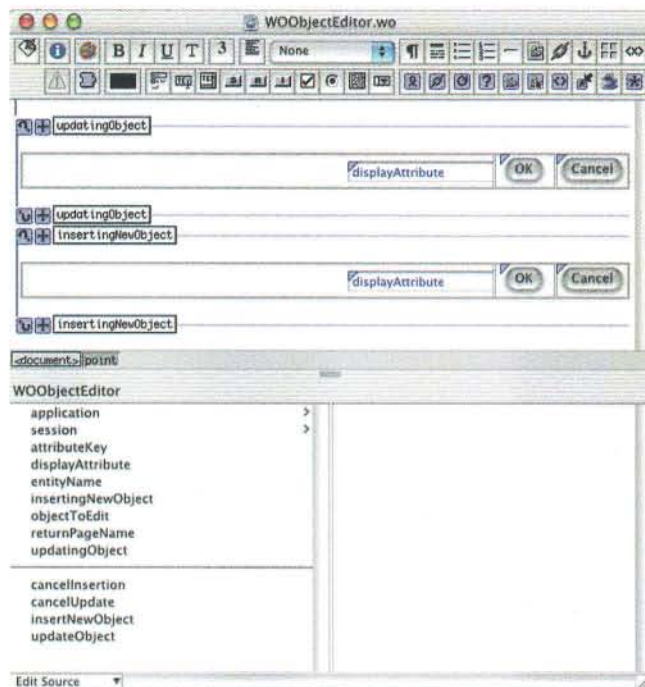 WOObjectEditor.wo
B I U T 3 None
updatingObject
displayAttribute OK Cancel
updatingObject
insertingNewObject
displayAttribute OK Cancel
insertingNewObject
<document> point
WOObjectEditor
application >
session >
attributeKey
displayAttribute
entityName
insertingNewObject
objectToEdit
returnPageName
updatingObject
cancelInsertion
cancelUpdate
insertNewObject
updateObject
Edit Source